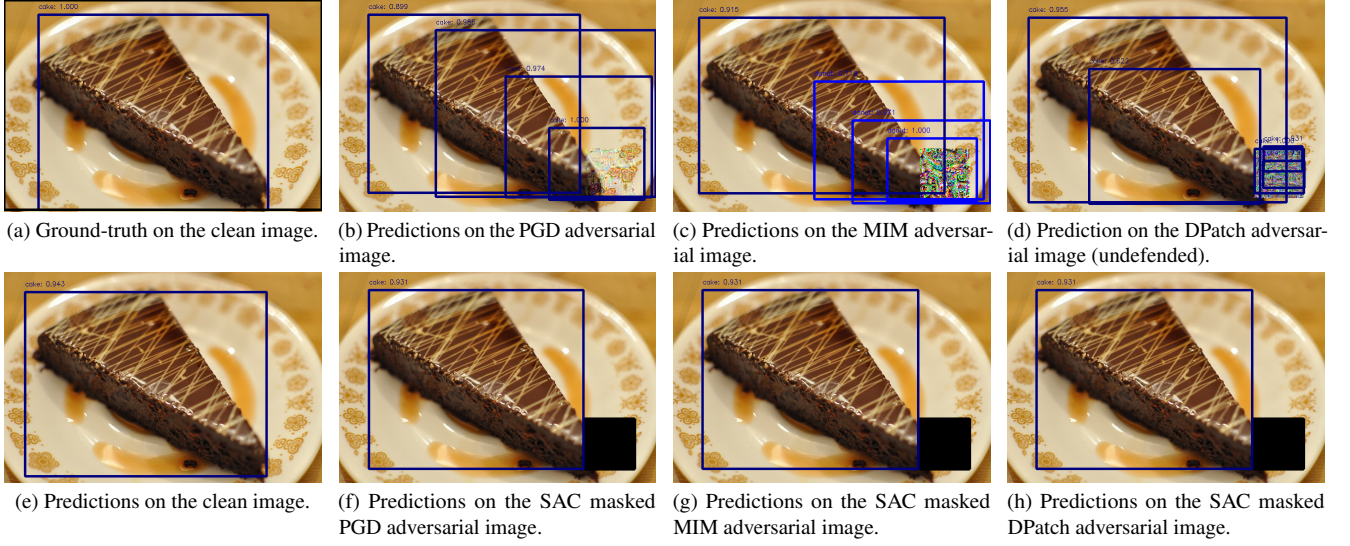 cake: 1.000
cake: 0.899
cake: 0.986
0.974
cake: 1.000
cake: 0.915
donut: 1.000
cake: 0.955
(a) Ground-truth on the clean image.
(b) Predictions on the PGD adversarial
image.
(c) Predictions on the MIM adversar-
ial image.
(d) Prediction on the DPatch adversar-
ial image (undefended).
cake: 0.943
cake: 0.931
cake: 0.931
cake: 0.931
(e) Predictions on the clean image.
(f) Predictions on the SAC masked
PGD adversarial image.
(g) Predictions on the SAC masked
MIM adversarial image.
(h) Predictions on the SAC masked
DPatch adversarial image.